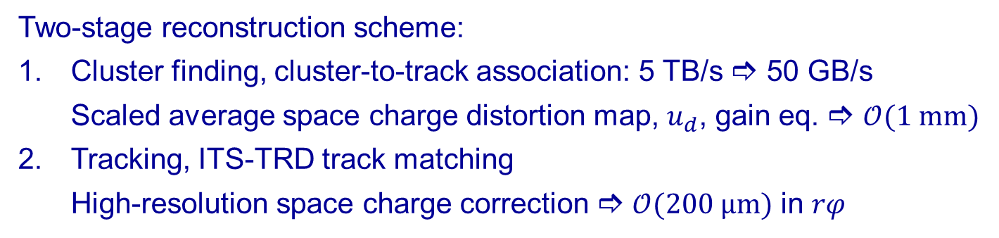 Two-stage reconstruction scheme:
1. Cluster finding, cluster-to-track association: 5 TB/s ⇨ 50 GB/s
Scaled average space charge distortion map, u_d, gain eq. ⇨ 𝒪(1 mm)
2. Tracking, ITS-TRD track matching
High-resolution space charge correction ⇨ 𝒪(200 μm) in rφ